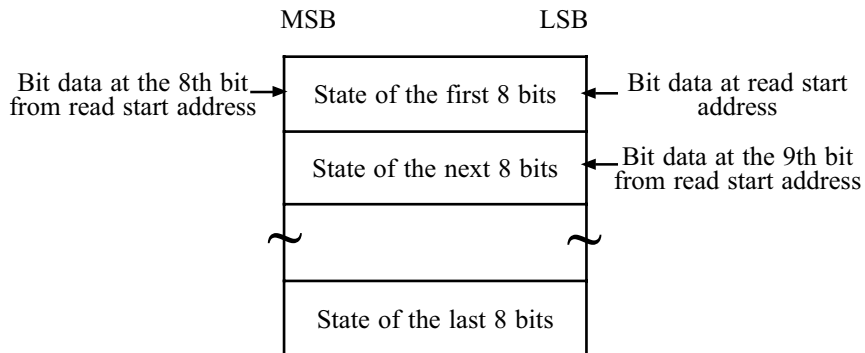 MSB LSB
Bit data at the 8th bit
from read start address
State of the first 8 bits
Bit data at read start
address
State of the next 8 bits
Bit data at the 9th bit
from read start address
State of the last 8 bits